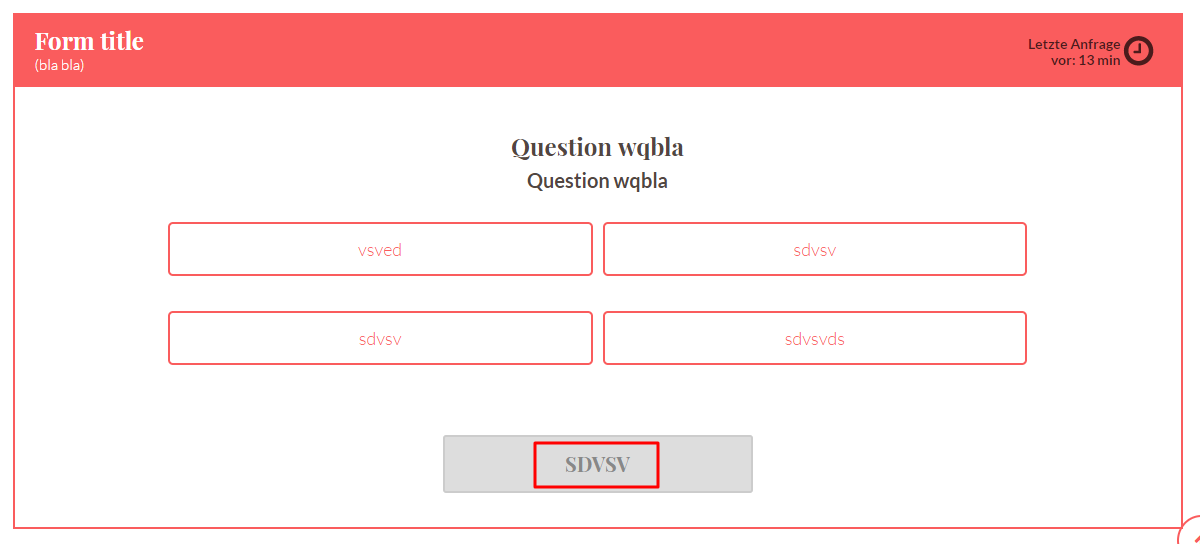 Form title
(bla bla)
Letzte Anfrage
vor: 13 min
Question wqbla
Question wqbla
vsved
sdvsv
sdvsv
sdvsvds
SDVSV